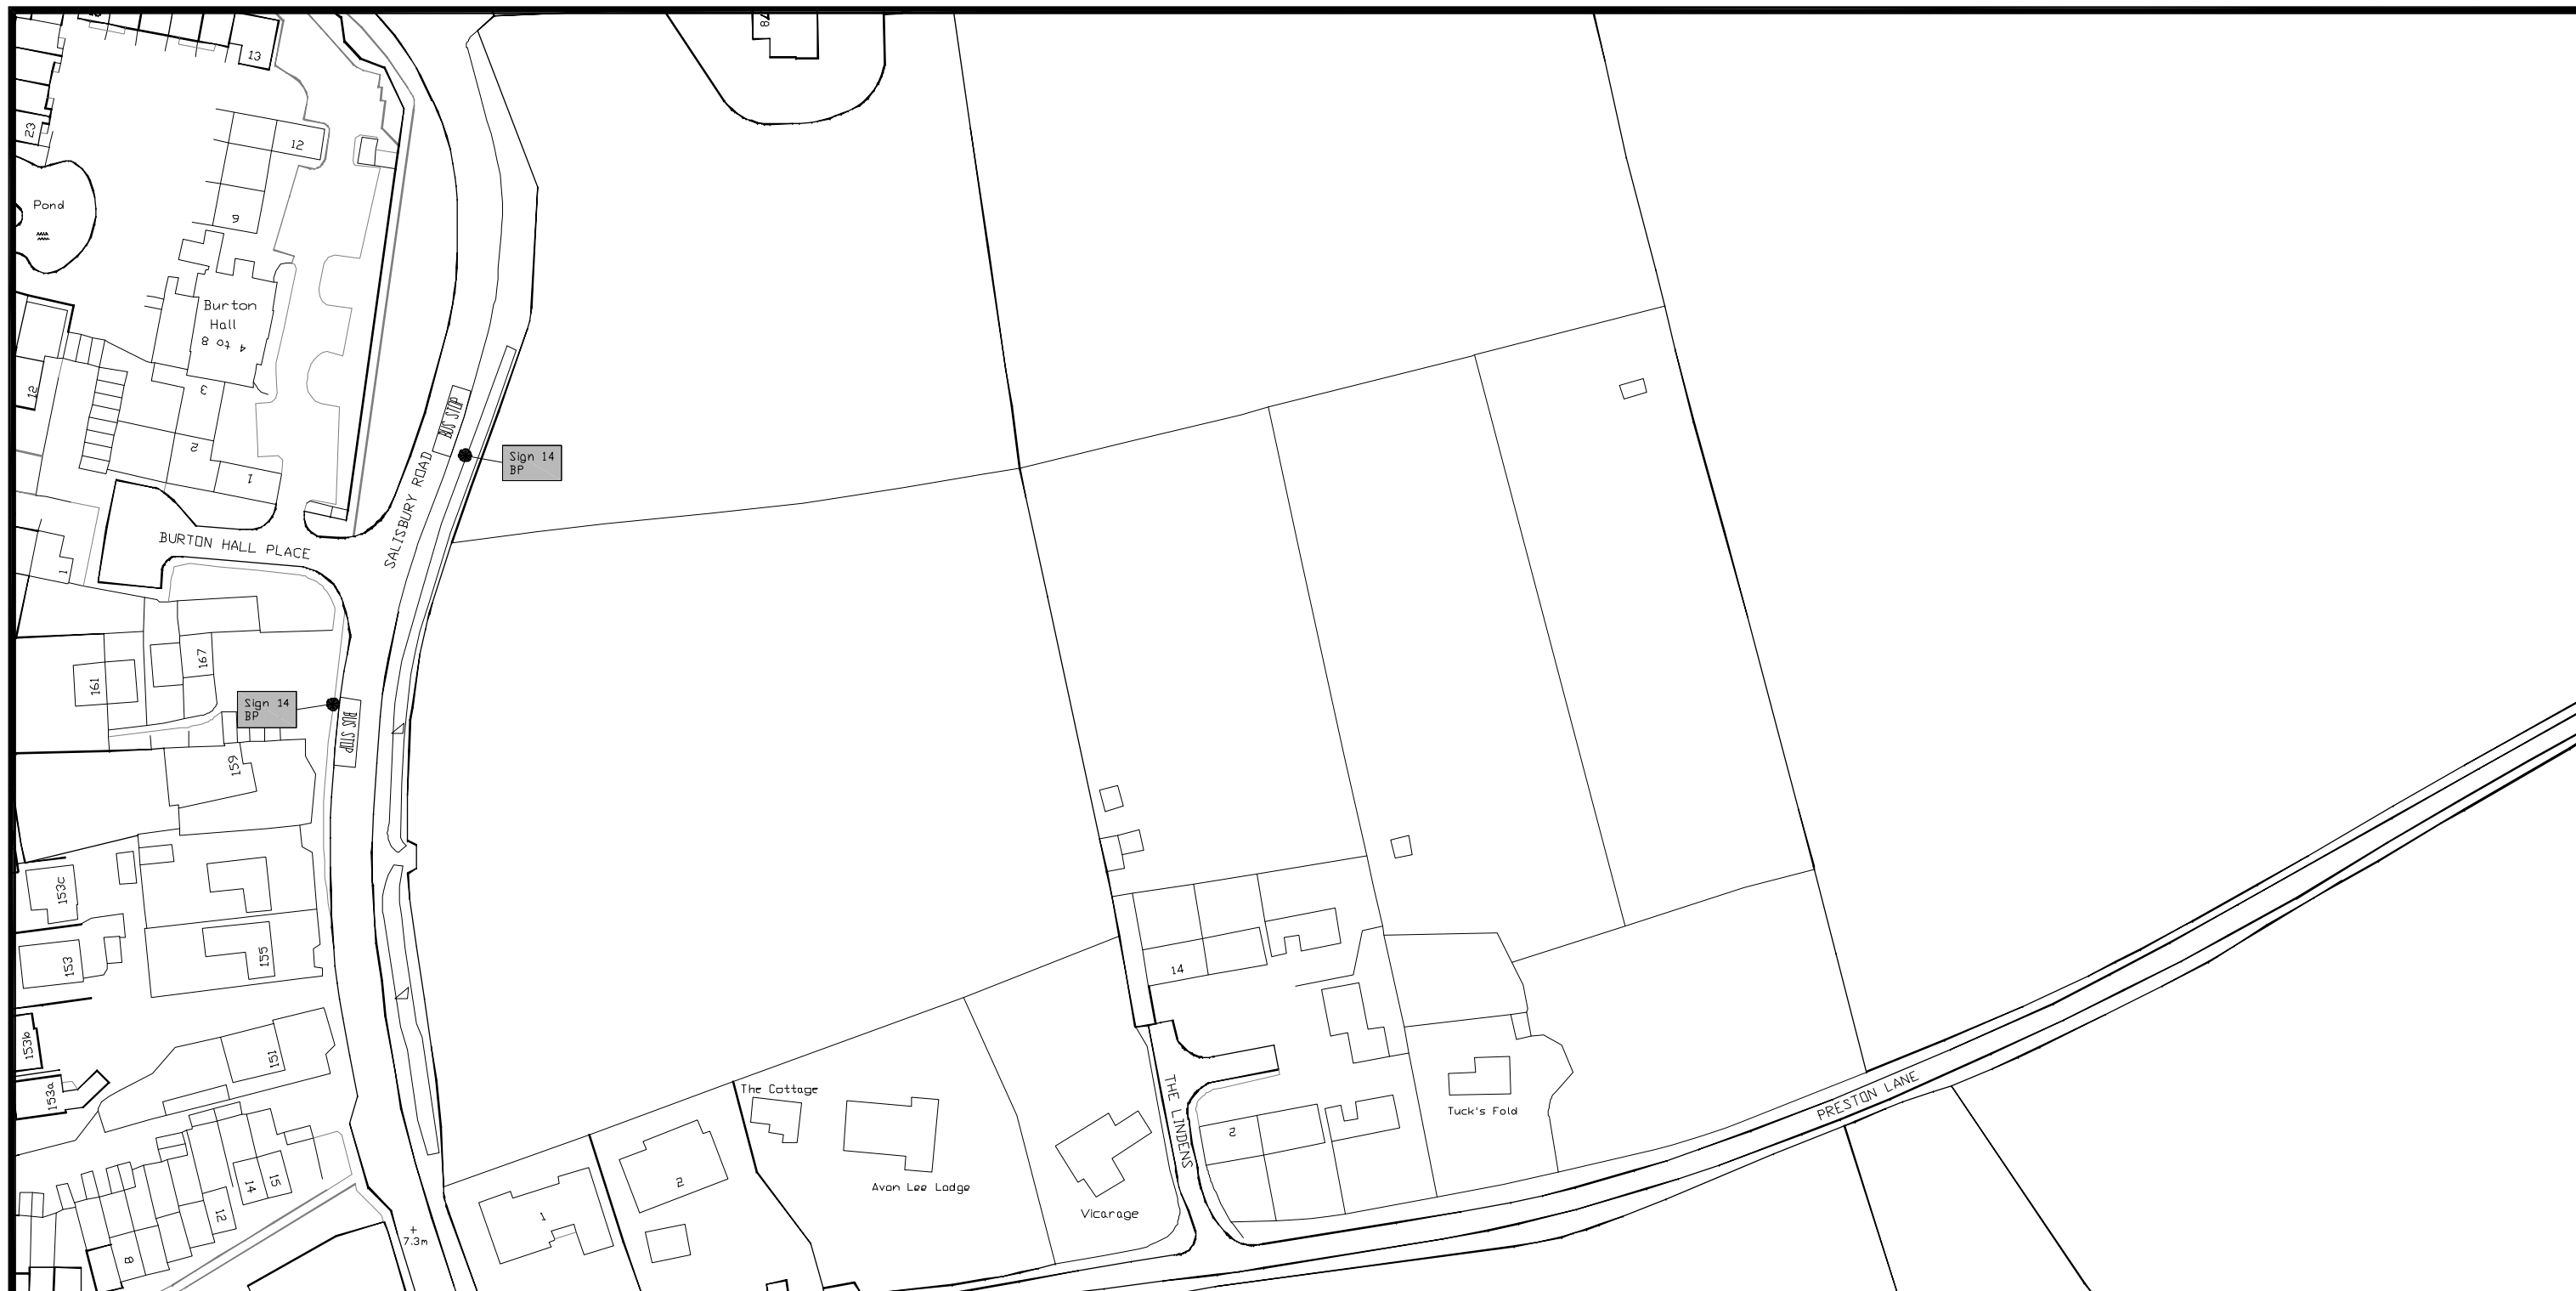 78
13
23
12
Pond
9
Burton
Hall
4 to 8
3
12
2
1
BUS STOP
Sign 14
BP
SALISBURY ROAD
BURTON HALL PLACE
1
167
161
Sign 14
BP
BUS STOP
159
153c
155
153
14
153b
151
153a
The Cottage
Avon Lee Lodge
THE LINDENS
Tuck's Fold
PRESTON LANE
2
2
14
15
12
1
Vicarage
7.3m
8